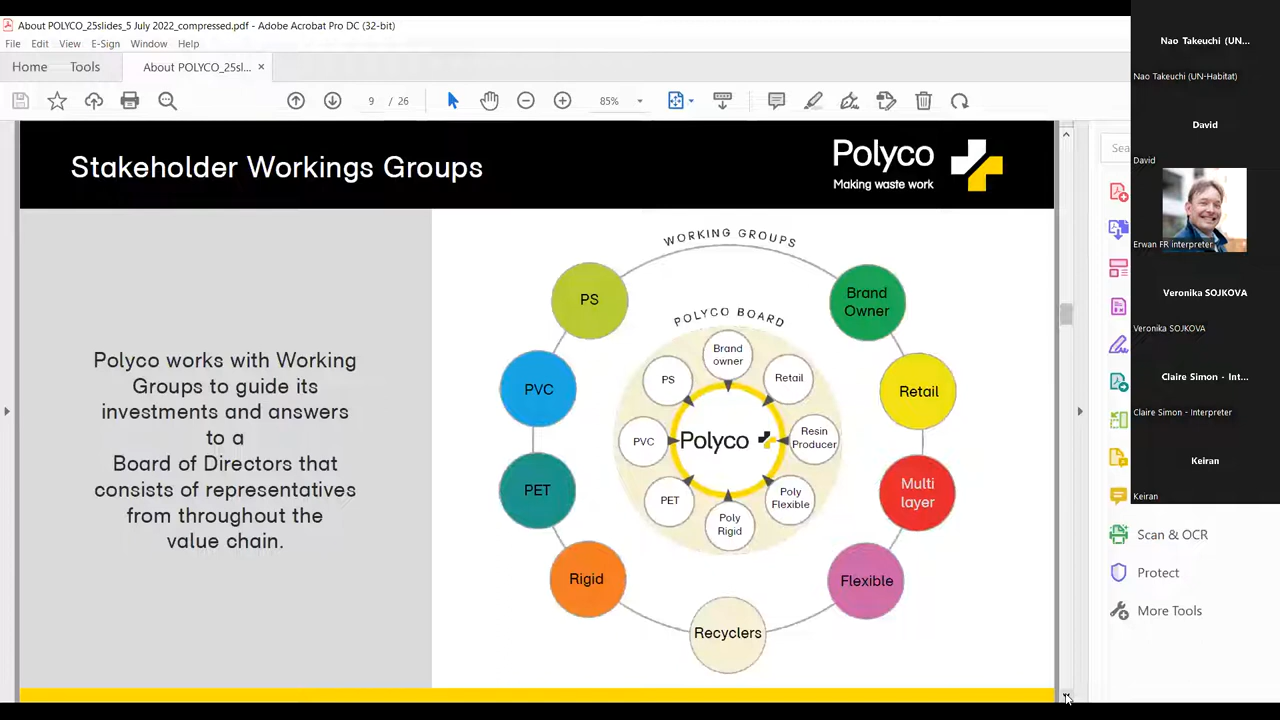 About POLYCO_25slides_5 July 2022_compressed.pdf - Adobe Acrobat Pro DC (32-bit)
File Edit View E-Sign Window Help
Home Tools About POLYCO_25sl... ×
9 / 26 85%
Stakeholder Workings Groups
Polyco
Making waste work
Polyco works with Working
Groups to guide its
investments and answers
to a
Board of Directors that
consists of representatives
from throughout the
value chain.
WORKING GROUPS
PS
Brand
Owner
PVC
Retail
PET
Multi
layer
Rigid
Flexible
Recyclers
POLYCO BOARD
Brand
owner
PS
Retail
PVC
Polyco
Resin
Producer
PET
Poly
Flexible
Poly
Rigid
Sea
Scan & OCR
Protect
More Tools
Nao Takeuchi (UN...
Nao Takeuchi (UN-Habitat)
David
David
Erwan FR interpreter
Veronika SOJKOVA
Veronika SOJKOVA
Claire Simon - Int...
Claire Simon - Interpreter
Keiran
Keiran